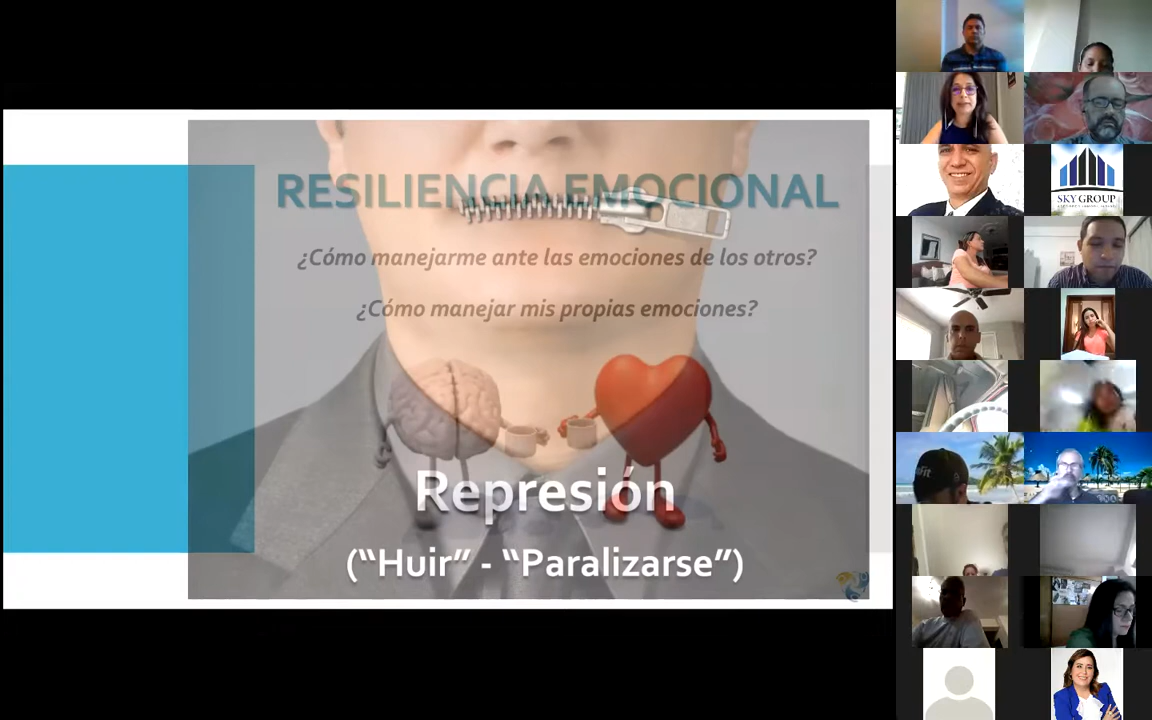 RESILIENCIA EMOCIONAL
¿Cómo manejarme ante las emociones de los otros?
¿Cómo manejar mis propias emociones?
Represión
(“Huir” - “Paralizarse”)
SKY GROUP